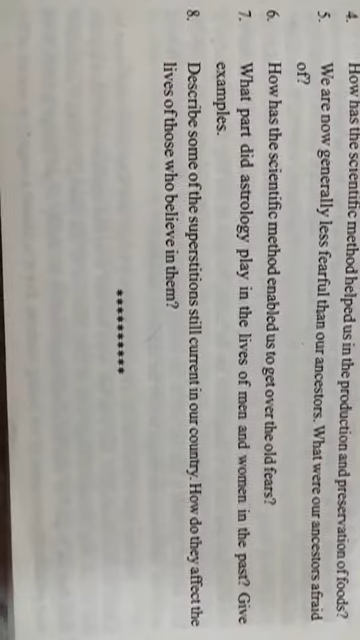 4. How has the scientific method helped us in the production and preservation of foods?
5. We are now generally less fearful than our ancestors. What were our ancestors afraid
of?
6. How has the scientific method enabled us to get over the old fears?
7. What part did astrology play in the lives of men and women in the past? Give
examples.
8. Describe some of the superstitions still current in our country. How do they affect the
lives of those who believe in them?
**********